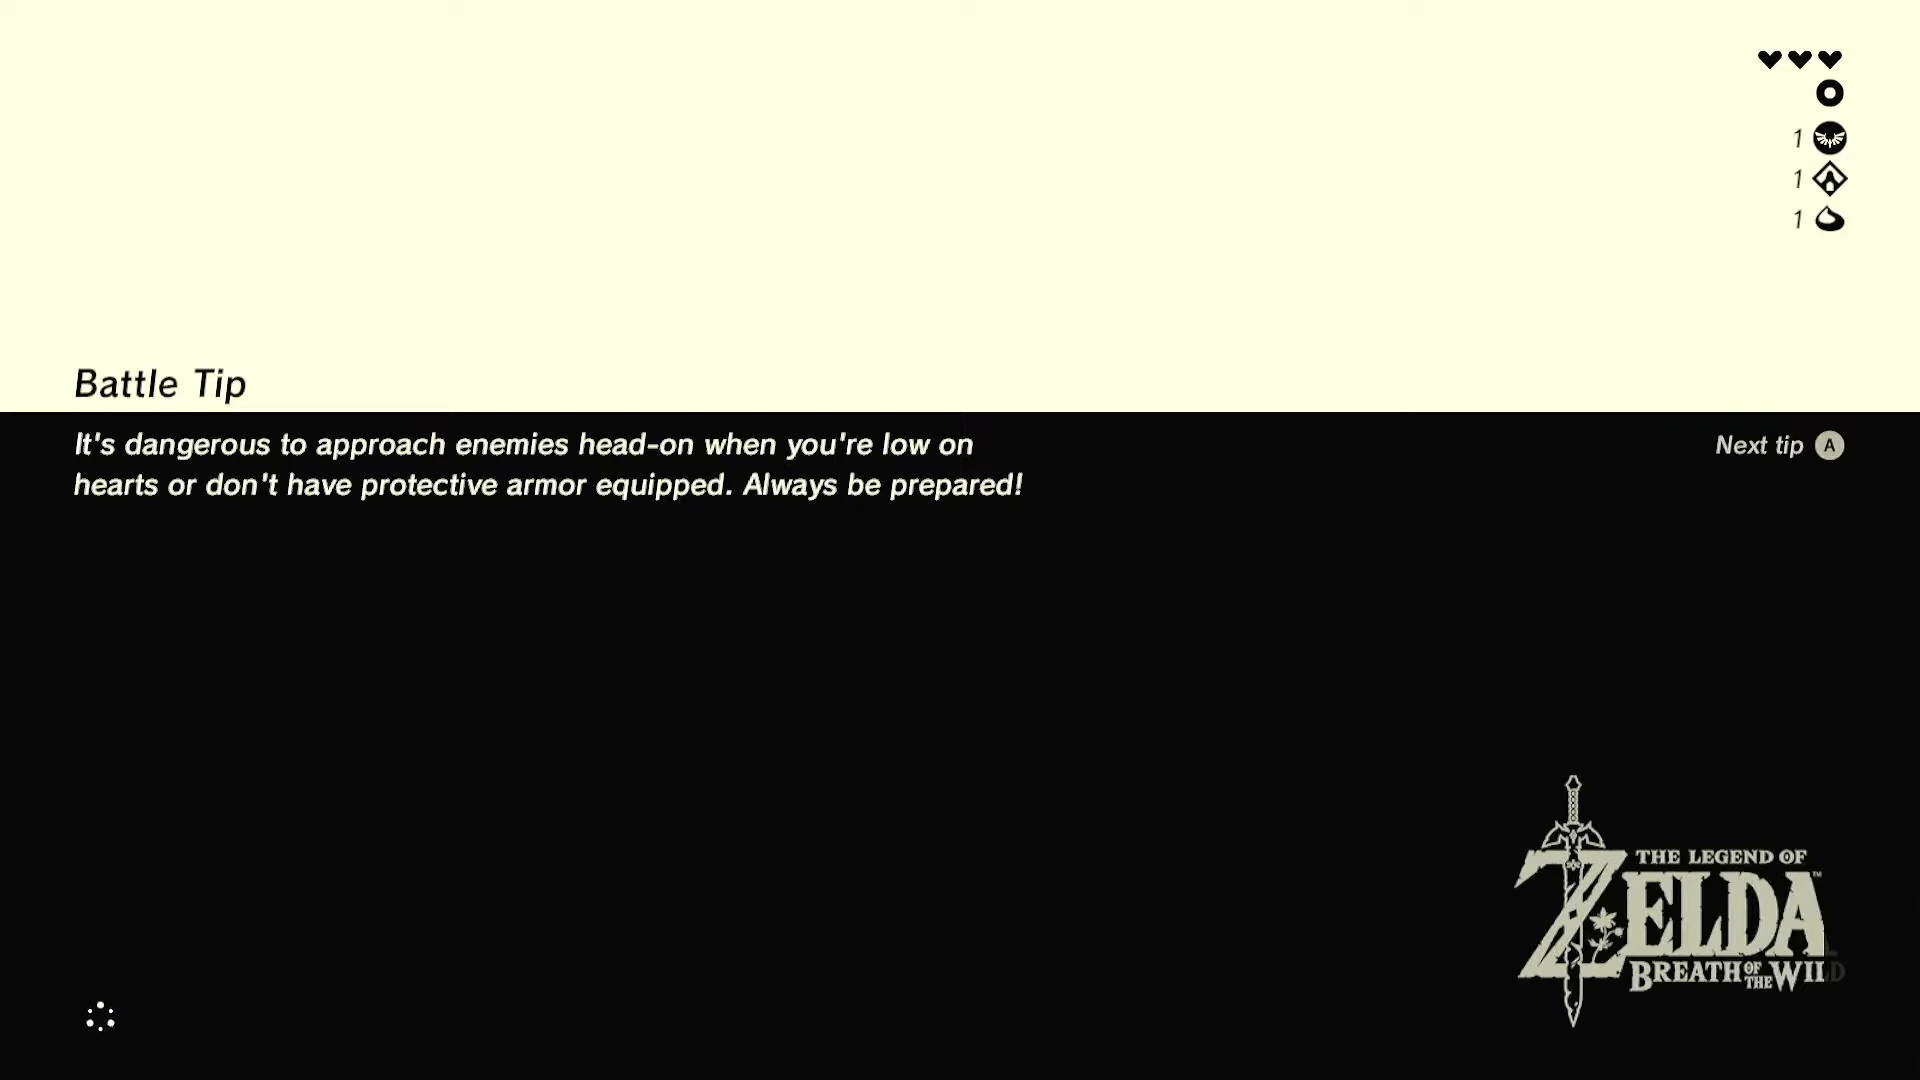 1
1
1
Battle Tip
It's dangerous to approach enemies head-on when you're low on
hearts or don't have protective armor equipped. Always be prepared!
Next tip A
THE LEGEND OF
ZELDA
BREATH OF THE WILD